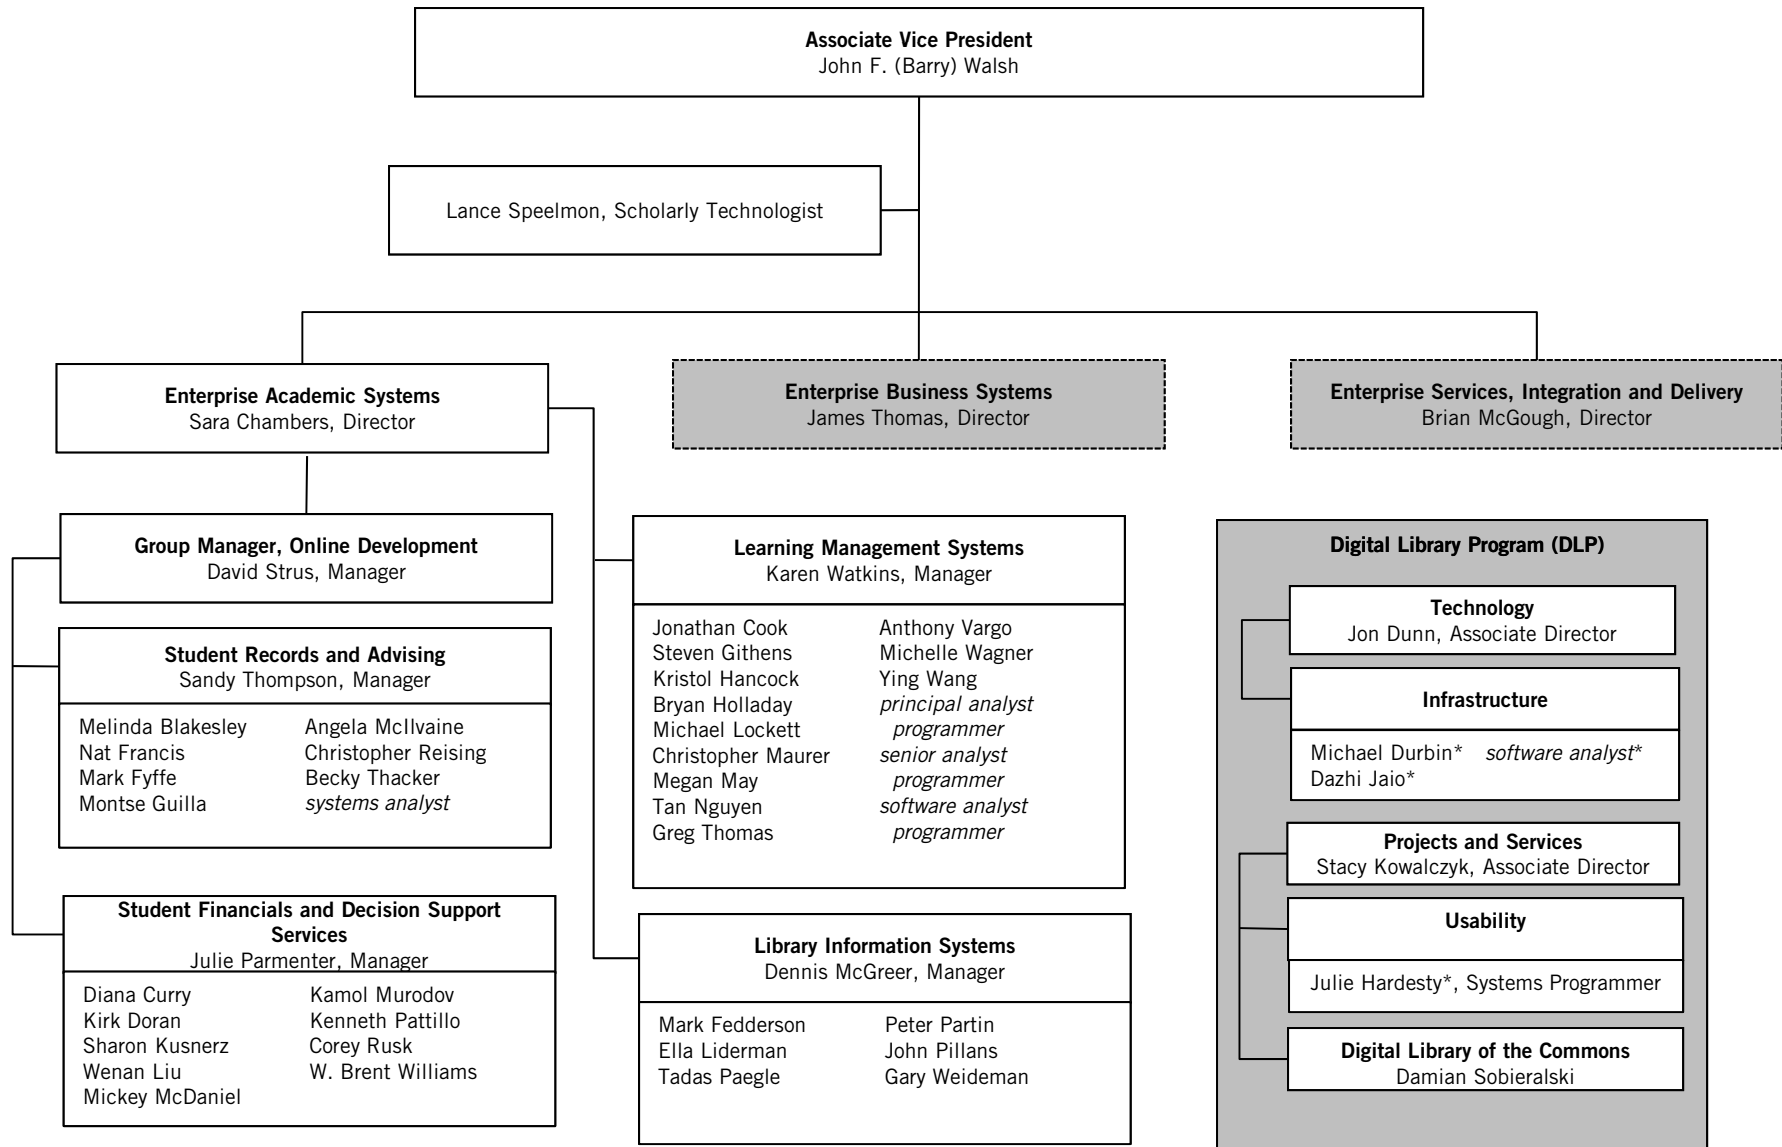 Associate Vice President
John F. (Barry) Walsh
Lance Speelmon, Scholarly Technologist
Enterprise Academic Systems
Sara Chambers, Director
Enterprise Business Systems
James Thomas, Director
Enterprise Services, Integration and Delivery
Brian McGough, Director
Group Manager, Online Development
David Strus, Manager
Student Records and Advising
Sandy Thompson, Manager
Melinda Blakesley
Nat Francis
Mark Fyffe
Montse Guilla
Angela McIlvaine
Christopher Reising
Becky Thacker
systems analyst
Student Financials and Decision Support
Services
Julie Parmenter, Manager
Diana Curry
Kirk Doran
Sharon Kusnerz
Wenan Liu
Mickey McDaniel
Kamol Murodov
Kenneth Pattillo
Corey Rusk
W. Brent Williams
Learning Management Systems
Karen Watkins, Manager
Jonathan Cook
Steven Githens
Kristol Hancock
Bryan Holladay
Michael Lockett
Christopher Maurer
Megan May
Tan Nguyen
Greg Thomas
Anthony Vargo
Michelle Wagner
Ying Wang
principal analyst
programmer
senior analyst
programmer
software analyst
programmer
Library Information Systems
Dennis McGreer, Manager
Mark Fedderson
Ella Liderman
Tadas Paegle
Peter Partin
John Pillans
Gary Weideman
Digital Library Program (DLP)
Technology
Jon Dunn, Associate Director
Infrastructure
Michael Durbin*
Dazhi Jaio*
software analyst*
Projects and Services
Stacy Kowalczyk, Associate Director
Usability
Julie Hardesty*, Systems Programmer
Digital Library of the Commons
Damian Sobieralski